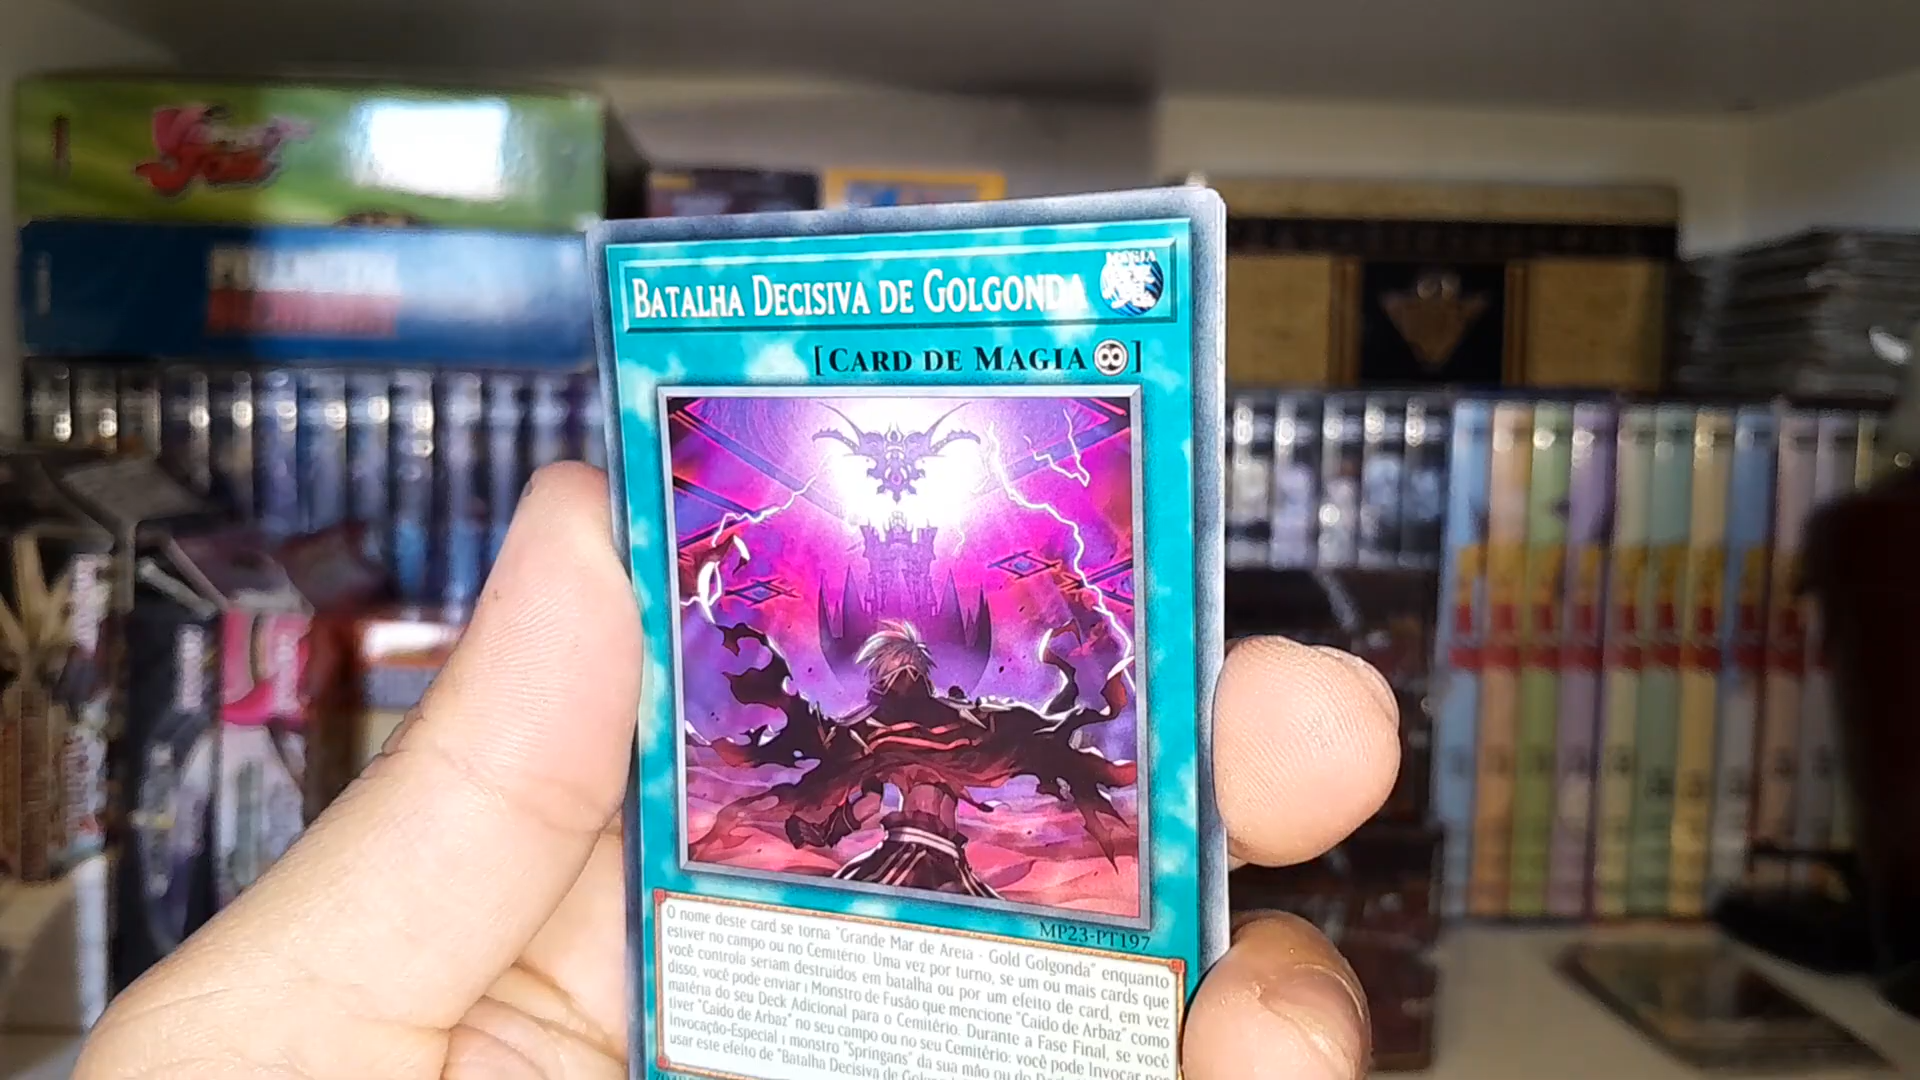 BATALHA DECISIVA DE GOLGONDA
MAGIA
[CARD DE MAGIA]
MP23-PT197
O nome deste card se torna "Grande Mar de Areia - Gold Golgonda" enquanto
estiver no campo ou no Cemitério. Uma vez por turno, se um ou mais cards que
você controla seriam destruídos em batalha ou por um efeito de card, em vez
disso, você pode enviar 1 Monstro de Fusão que mencione "Caído de Arbaz" como
matéria do seu Deck Adicional para o Cemitério. Durante a Fase Final, se você
tiver "Caído de Arbaz" no seu campo ou no seu Cemitério: você pode Invocar por
Invocação-Especial 1 monstro "Springans" da sua mão ou do
usar este efeito de "Batalha Decisiva de